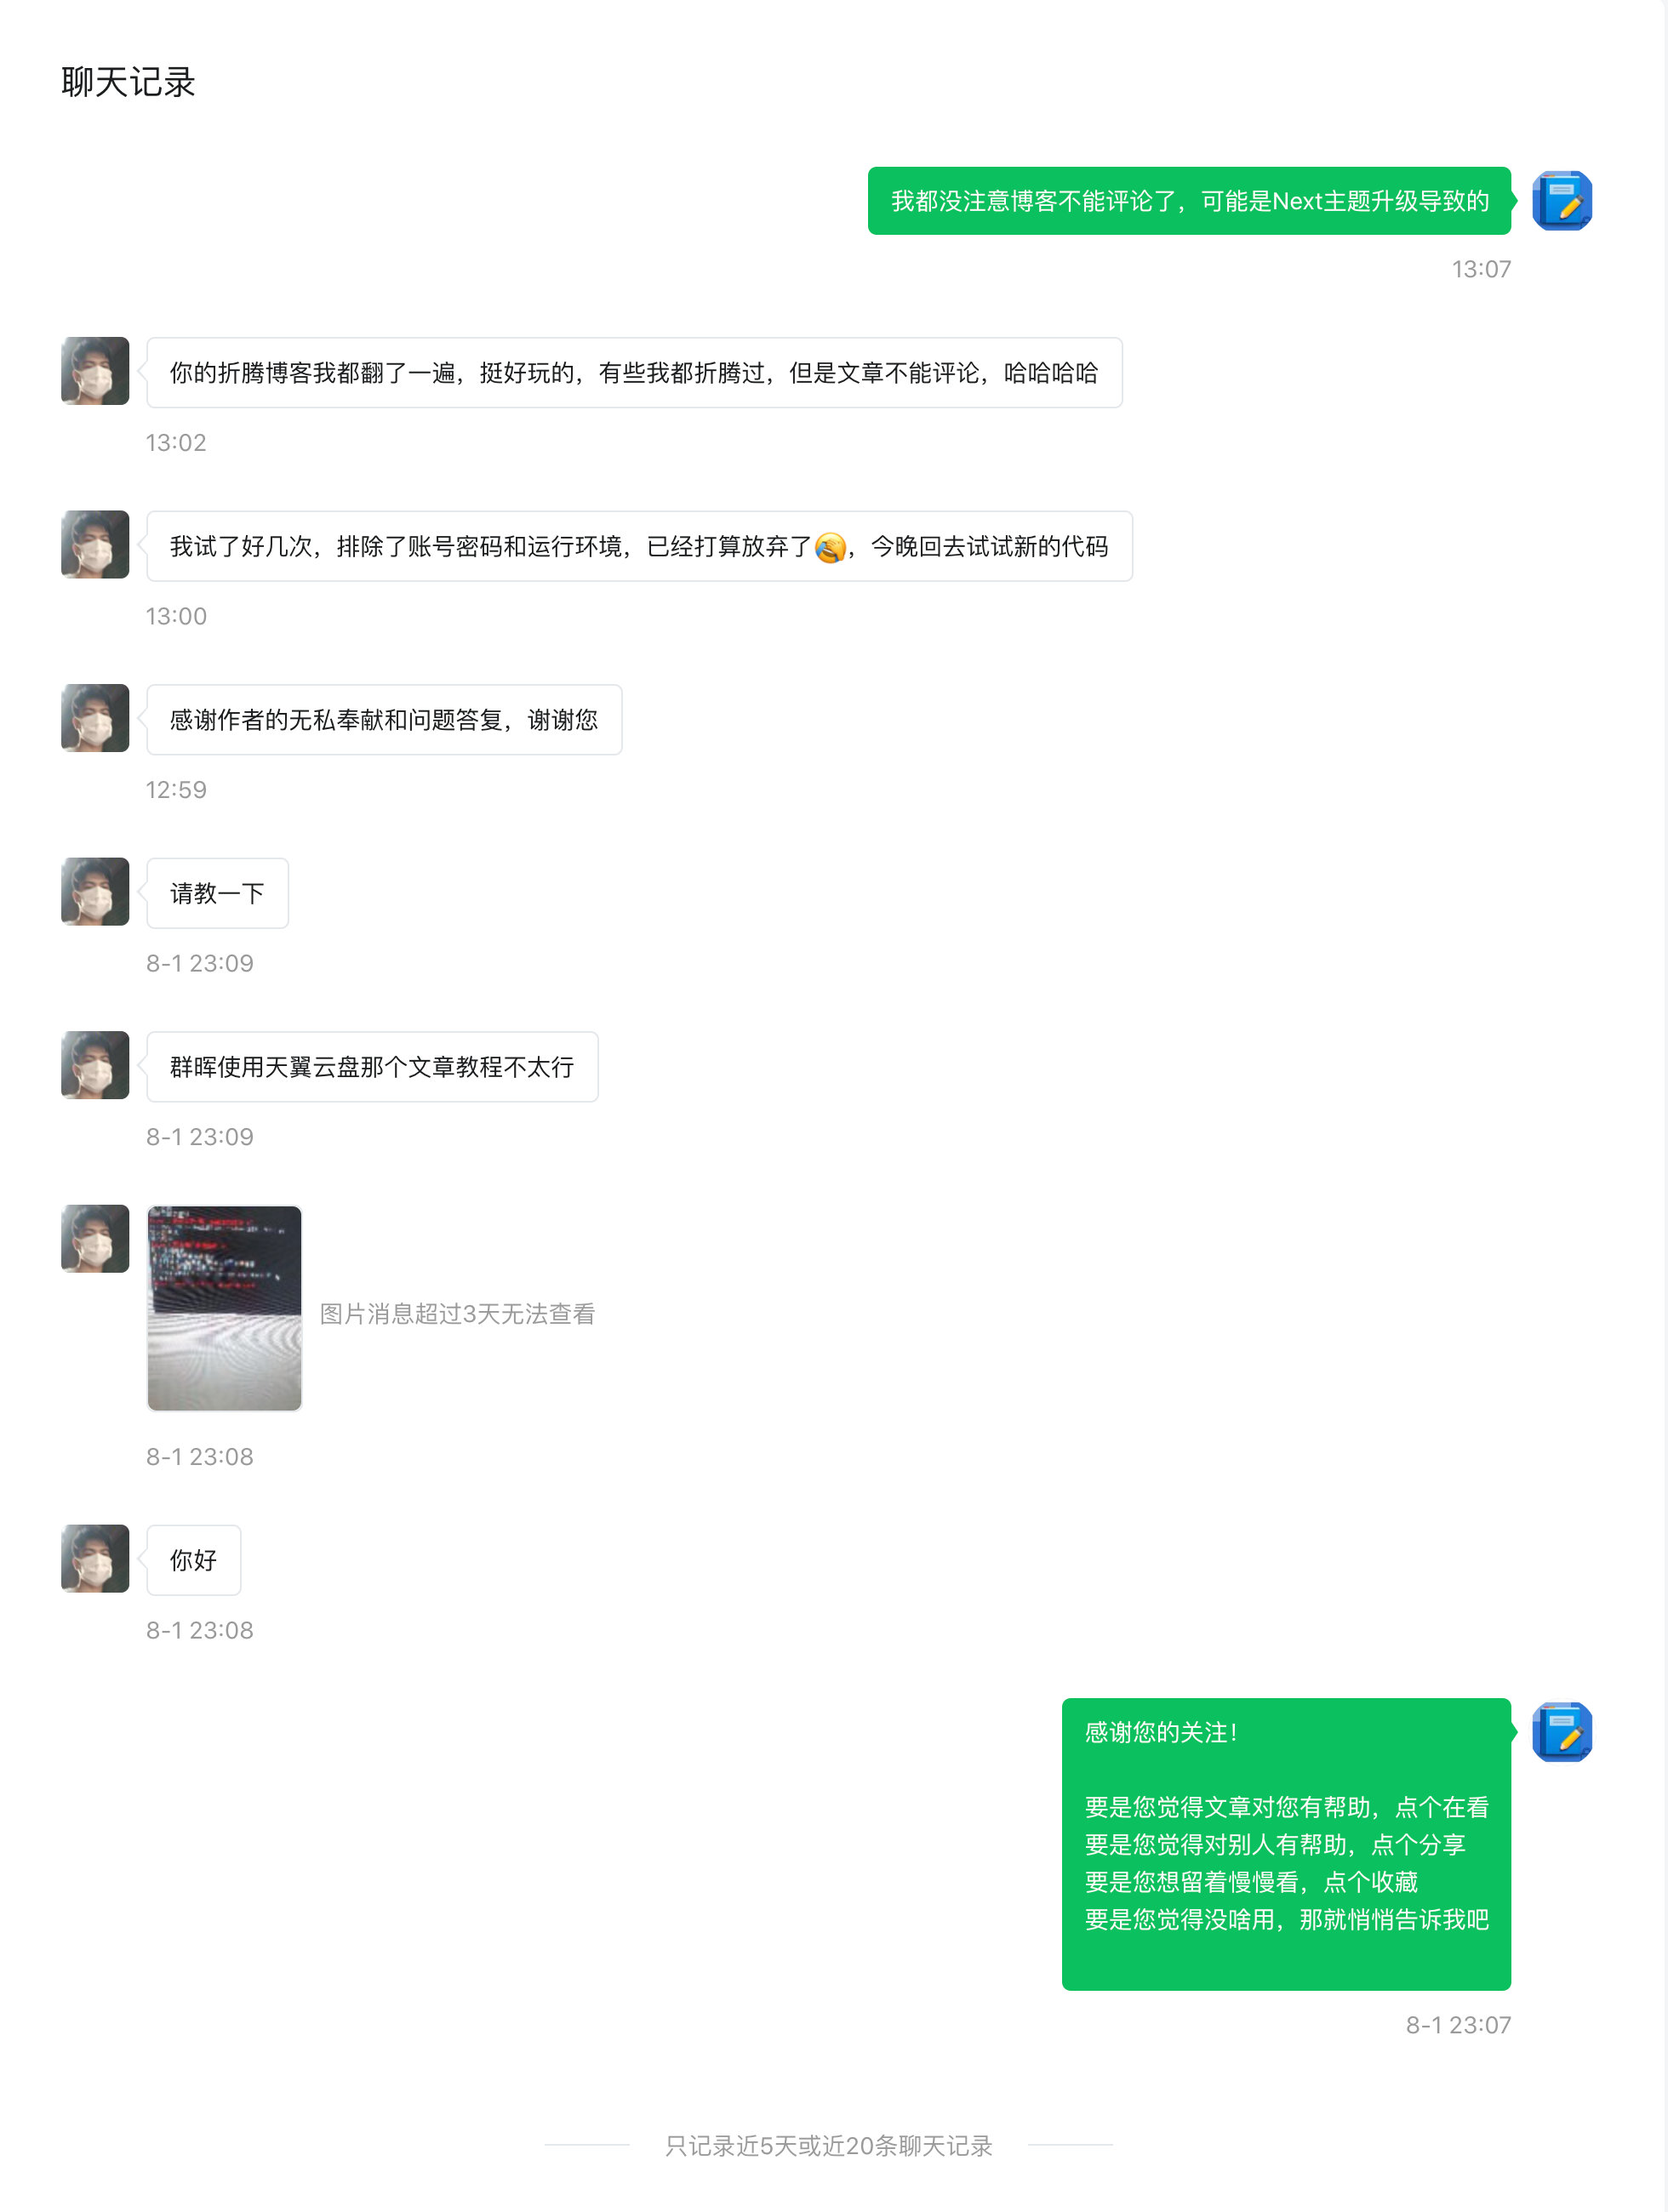 聊天记录
我都没注意博客不能评论了，可能是Next主题升级导致的
13:07
你的折腾博客我都翻了一遍，挺好玩的，有些我都折腾过，但是文章不能评论，哈哈哈哈
13:02
我试了好几次，排除了账号密码和运行环境，已经打算放弃了🤣，今晚回去试试新的代码
13:00
感谢作者的无私奉献和问题答复，谢谢您
12:59
请教一下
8-1 23:09
群晖使用天翼云盘那个文章教程不太行
8-1 23:09
图片消息超过3天无法查看
8-1 23:08
你好
8-1 23:08
感谢您的关注！
要是您觉得文章对您有帮助，点个在看
要是您觉得对别人有帮助，点个分享
要是您想留着慢慢看，点个收藏
要是您觉得没啥用，那就悄悄告诉我吧
8-1 23:07
只记录近5天或近20条聊天记录